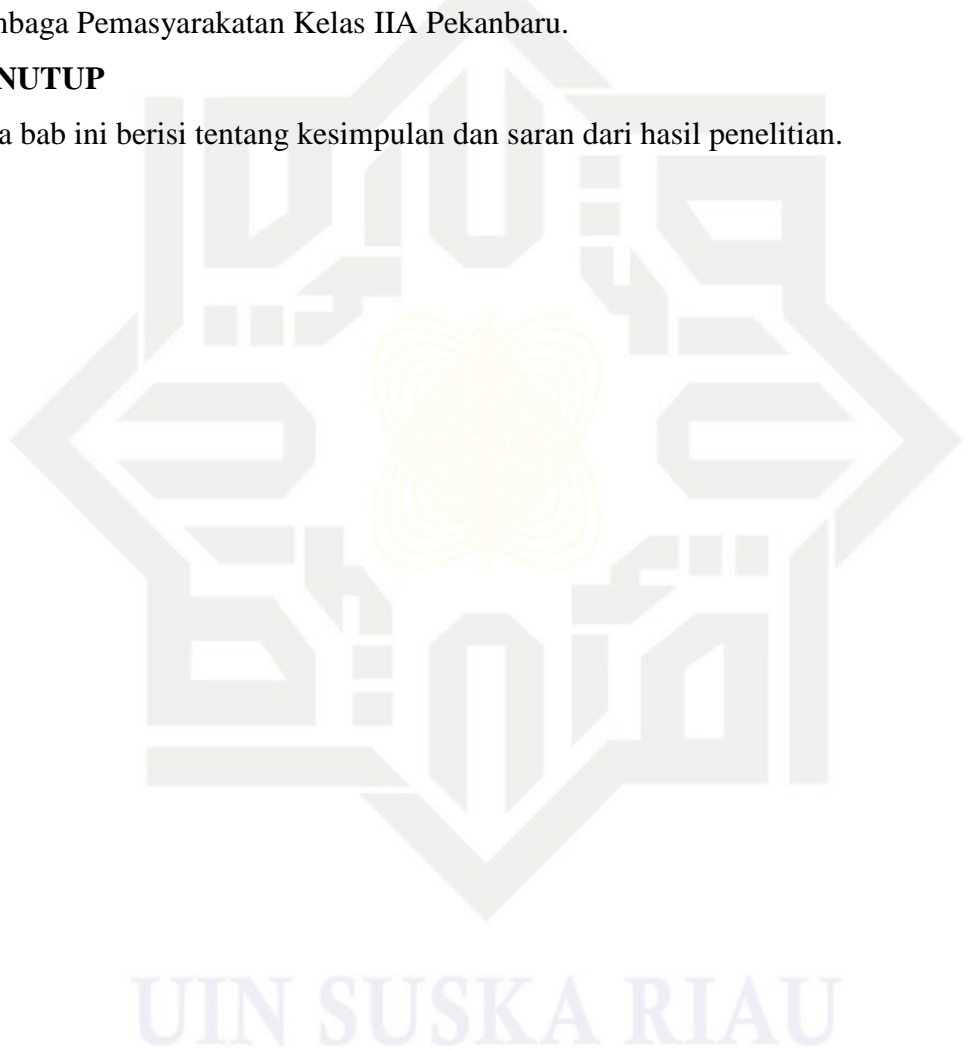 mbaga Pemasyarakatan Kelas IIA Pekanbaru.
NUTUP
a bab ini berisi tentang kesimpulan dan saran dari hasil penelitian.
UIN SUSKA RIAU